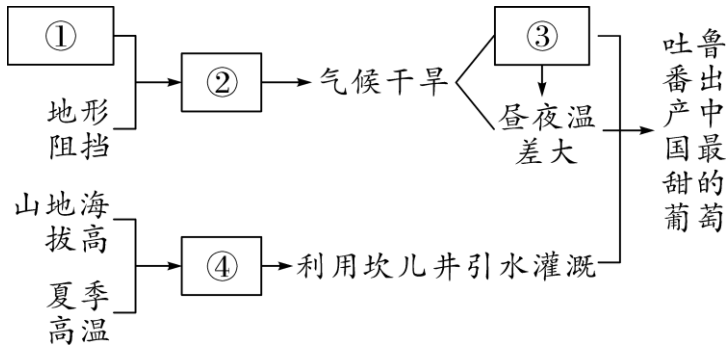 ①
地形
阻挡
②
气候干旱
③
昼夜温
差大
山地海
拔高
夏季
高温
④
利用坎儿井引水灌溉
吐鲁
番出
产中
国最
甜的
葡萄